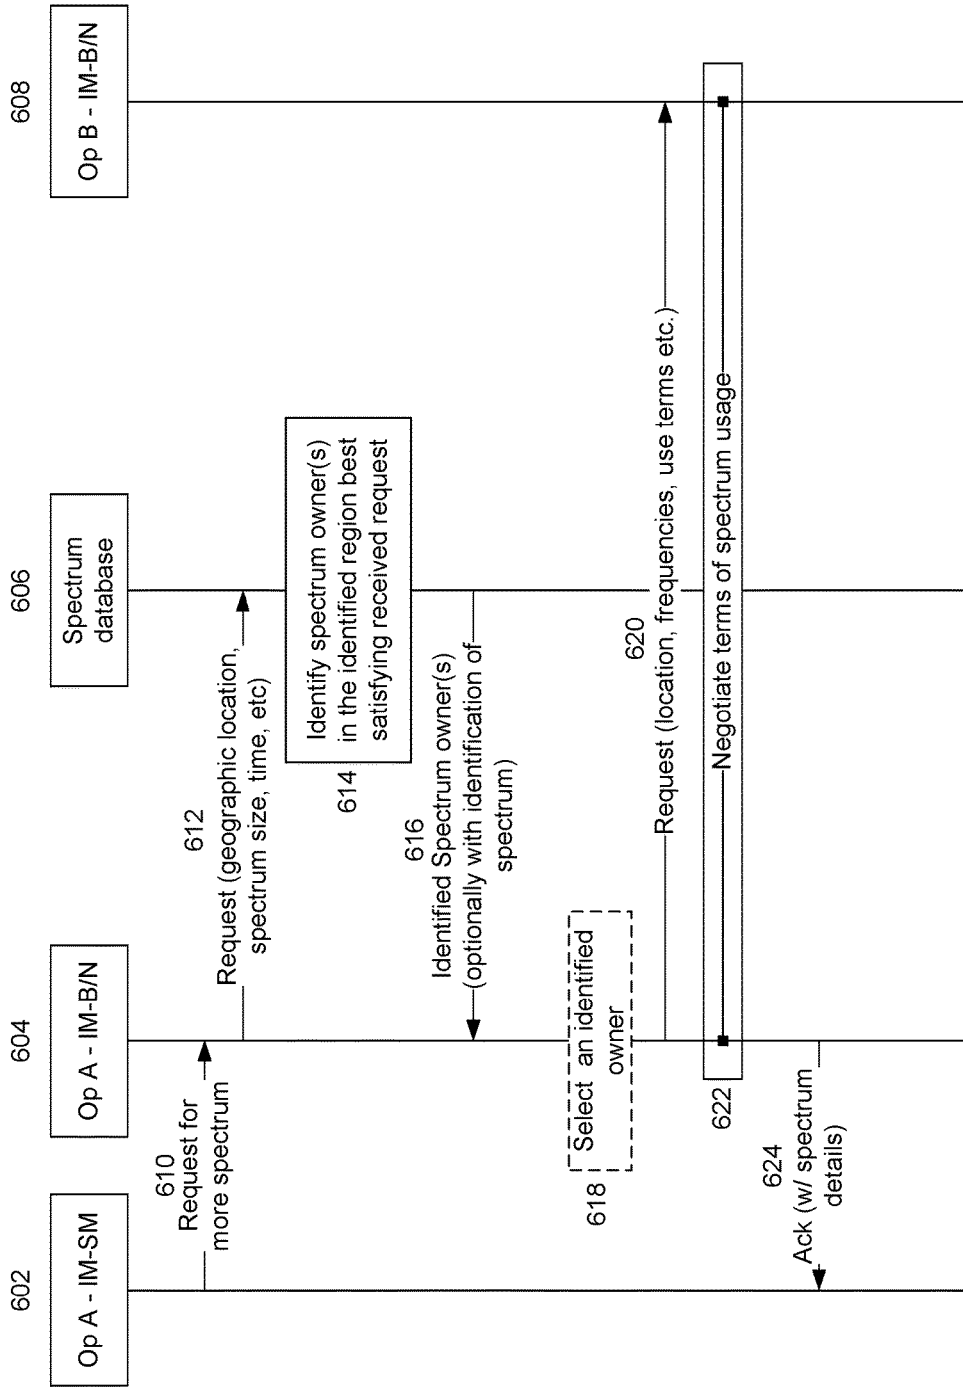 602
604
606
608
Op A - IM-SM
Op A - IM-B/N
Spectrum
database
Op B - IM-B/N
610
Request for
more spectrum
612
Request (geographic location,
spectrum size, time, etc)
614
Identify spectrum owner(s)
in the identified region best
satisfying received request
616
Identified Spectrum owner(s)
(optionally with identification of
spectrum)
618
Select an identified
owner
620
Request (location, frequencies, use terms etc.)
622
Negotiate terms of spectrum usage
624
Ack (w/ spectrum
details)